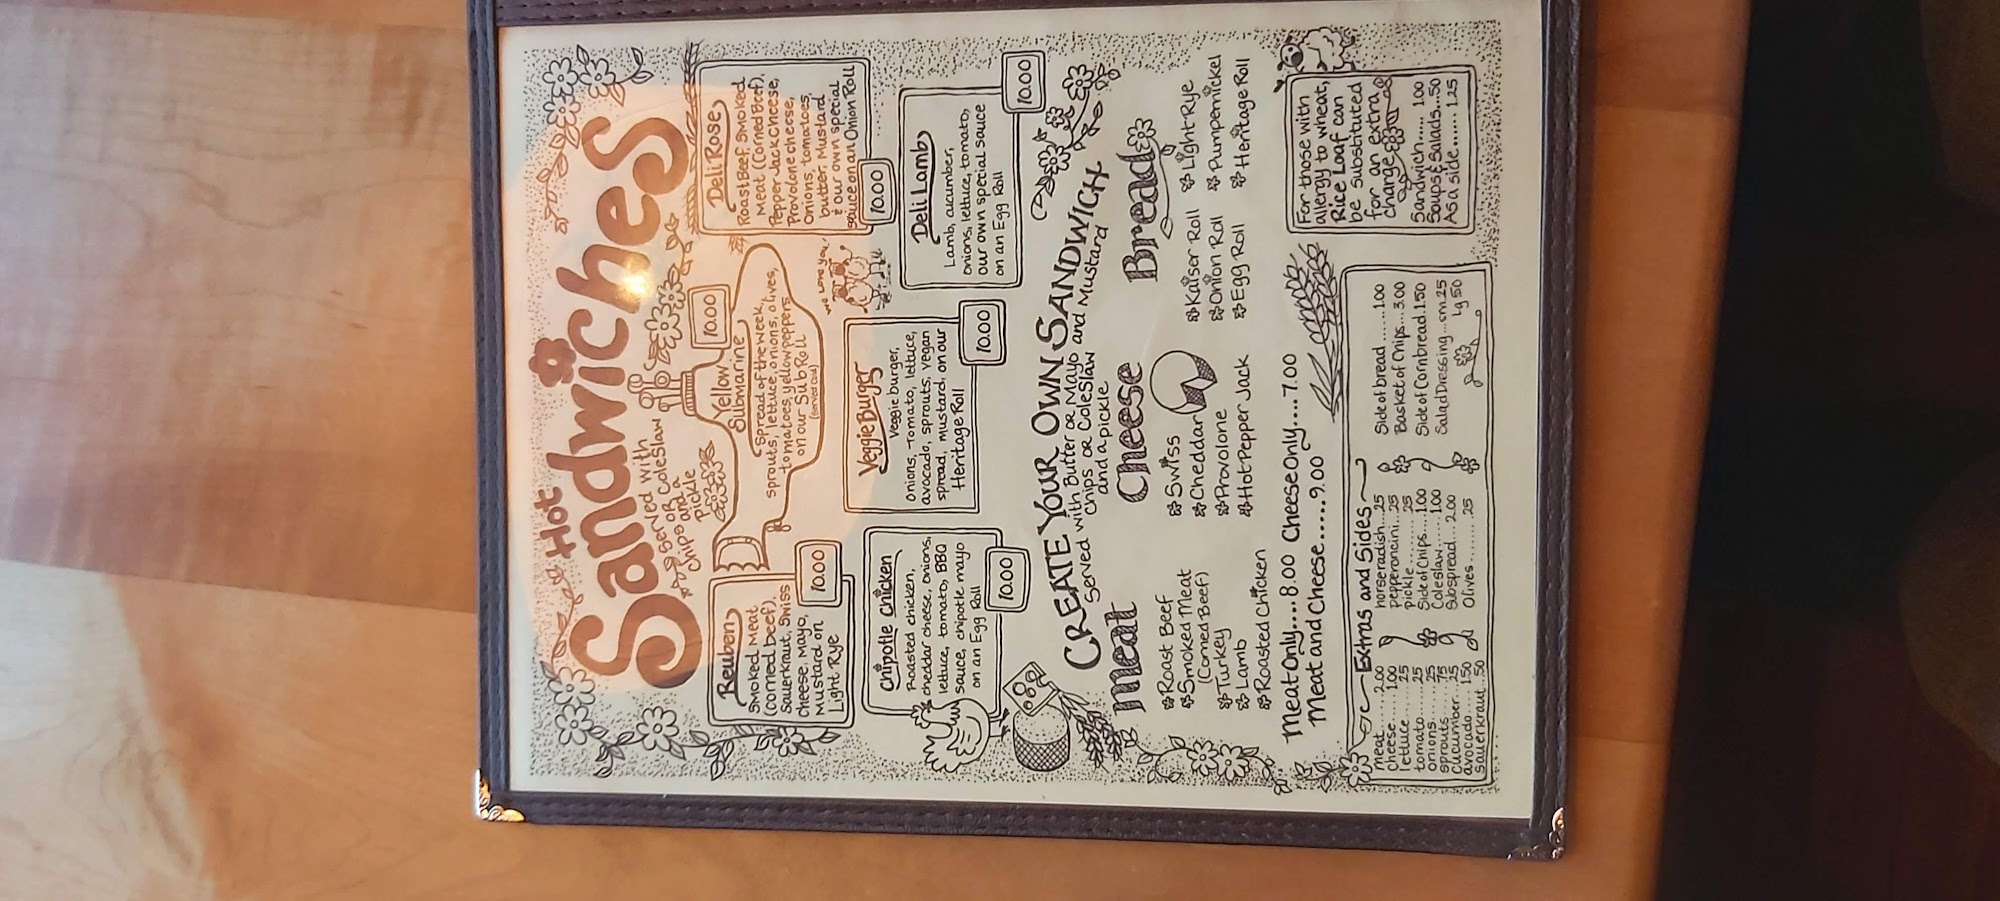 Hot
Sandwiches
Served with
Chips or Coleslaw
and a
pickle
Reuben
Smoked Meat
(Corned beef),
Sauerkraut, Swiss
cheese, Mayo,
Mustard on
Light Rye
10.00
Yellow
Submarine
10.00
Spread of the week,
sprouts, lettuce, onions, olives,
tomatoes, yellow peppers
on our Sub Roll
(served cold)
Deli Rose
Roast Beef, Smoked
Meat (Corned Beef),
Pepper Jack Cheese,
Provolone cheese,
Onions, tomatoes,
butter, Mustard
& our own special
sauce on an Onion Roll
10.00
We love you!
Chipotle Chicken
Roasted chicken,
cheddar cheese, onions,
lettuce, tomato, BBQ
sauce, chipotle mayo
on an Egg Roll
10.00
Veggie Burger
Veggie burger,
onions, tomato, lettuce,
avocado, sprouts, vegan
spread, mustard, on our
Heritage Roll
10.00
Deli Lamb
Lamb, cucumber,
onions, lettuce, tomato,
our own special sauce
on an Egg Roll
10.00
CREATE YOUR OWN SANDWICH
Served with Butter or Mayo and Mustard
Chips or Coleslaw
and a pickle
Meat
Roast Beef
Smoked Meat
(Corned Beef)
Turkey
Lamb
Roasted Chicken
Cheese
Swiss
Cheddar
Provolone
Hot Pepper Jack
Bread
Kaiser Roll
Light Rye
Onion Roll
Pumpernickel
Egg Roll
Heritage Roll
Meat Only....8.00 Cheese Only....7.00
Meat and Cheese.....9.00
Extras and Sides
meat .... 2.00
cheese .... 1.00
lettuce .... .25
tomato .... .25
onions .... .25
sprouts .... .75
cucumber .. .25
avocado .. 1.50
sauerkraut .. .50
horseradish... .25
pepperoncini.. .25
pickle....... .25
Side of Chips.... 1.00
Coleslaw...... 1.00
Subspread... 2.00
Olives....... .25
Side of bread ...... 1.00
Basket of Chips... 3.00
Side of Cornbread. 1.50
Salad Dressing ... sm .25
lg .50
For those with
allergy to wheat,
Rice Loaf can
be substituted
for an extra
charge
Sandwich...... 1.00
Soups & Salads... .50
As a side...... 1.25